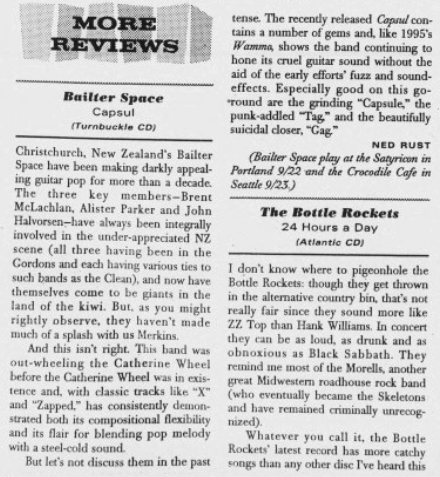 MORE
REVIEWS
Bailter Space
Capsul
(Turnbuckle CD)
Christchurch, New Zealand's Bailter
Space have been making darkly appeal-
ing guitar pop for more than a decade.
The three key members—Brent
McLachlan, Alister Parker and John
Halvorsen—have always been integrally
involved in the under-appreciated NZ
scene (all three having been in the
Gordons and each having various ties to
such bands as the Clean), and now have
themselves come to be giants in the
land of the kiwi. But, as you might
rightly observe, they haven't made
much of a splash with us Merkins.
And this isn't right. This band was
out-wheeling the Catherine Wheel
before the Catherine Wheel was in exis-
tence and, with classic tracks like "X"
and "Zapped," has consistently demon-
strated both its compositional flexibility
and its flair for blending pop melody
with a steel-cold sound.
But let's not discuss them in the past
tense. The recently released Capsul con-
tains a number of gems and, like 1995's
Wammo, shows the band continuing to
hone its cruel guitar sound without the
aid of the early efforts' fuzz and sound-
effects. Especially good on this go-
round are the grinding "Capsule," the
punk-addled "Tag," and the beautifully
suicidal closer, "Gag."
NED RUST
(Bailter Space play at the Satyricon in
Portland 9/22 and the Crocodile Cafe in
Seattle 9/23.)
The Bottle Rockets
24 Hours a Day
(Atlantic CD)
I don't know where to pigeonhole the
Bottle Rockets: though they get thrown
in the alternative country bin, that's not
really fair since they sound more like
ZZ Top than Hank Williams. In concert
they can be as loud, as drunk and as
obnoxious as Black Sabbath. They
remind me most of the Morells, another
great Midwestern roadhouse rock band
(who eventually became the Skeletons
and have remained criminally unrecog-
nized).
Whatever you call it, the Bottle
Rockets' latest record has more catchy
songs than any other disc I've heard this